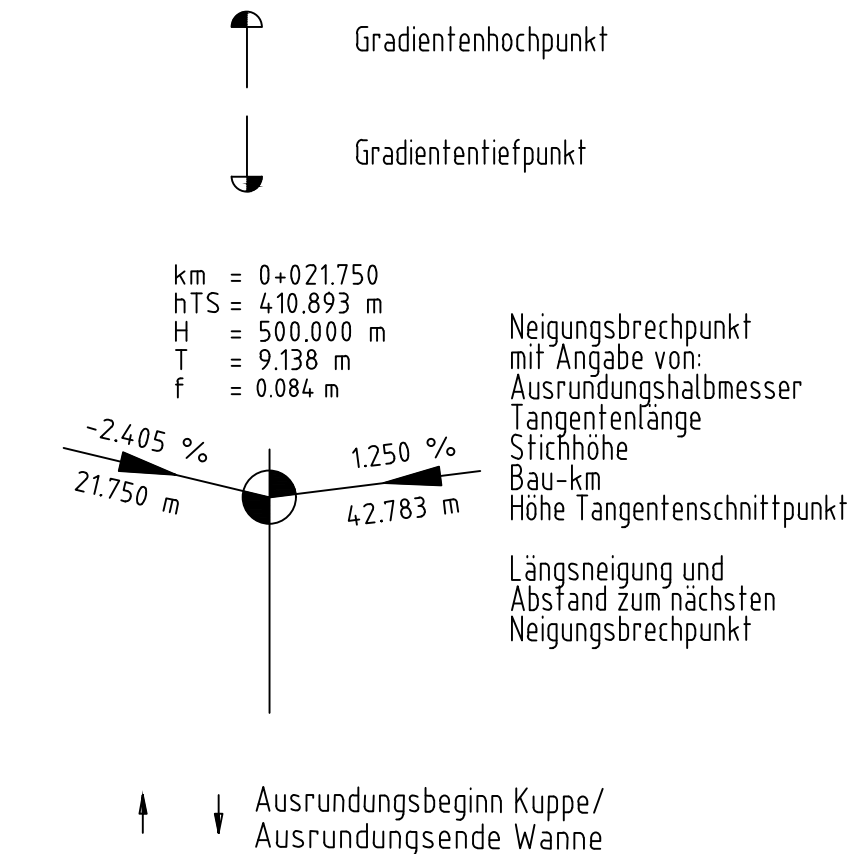 Gradientenhochpunkt
Gradiententiefpunkt
km = 0+021.750
hTS = 410.893 m
H = 500.000 m
T = 9.138 m
f = 0.084 m
-2.405 %
21.750 m
1.250 %
42.783 m
Neigungsbrechpunkt
mit Angabe von:
Ausrundungshalbmesser
Tangentenlänge
Stichhöhe
Bau-km
Höhe Tangentenschnittpunkt
Längsneigung und
Abstand zum nächsten
Neigungsbrechpunkt
Ausrundungsbeginn Kuppe/
Ausrundungsende Wanne